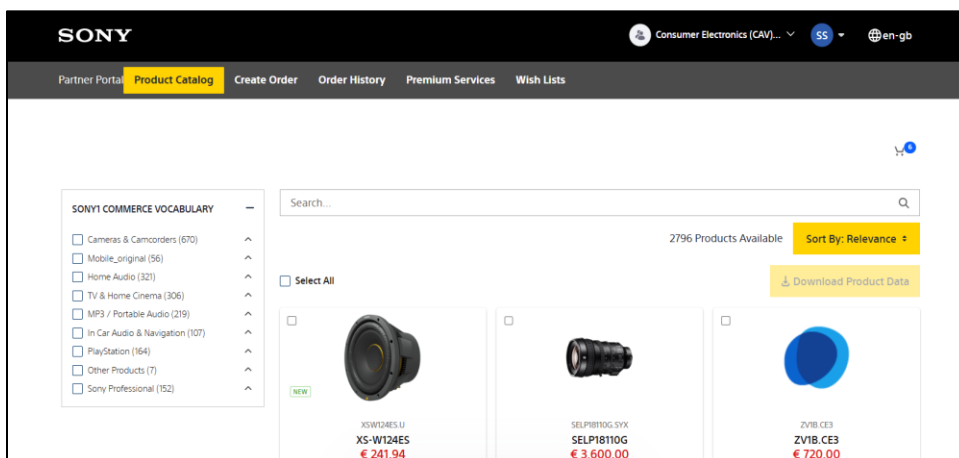 SONY
Consumer Electronics (CAV)...
SS
en-gb
Partner Portal
Product Catalog
Create Order
Order History
Premium Services
Wish Lists
6
SONY1 COMMERCE VOCABULARY
Cameras & Camcorders (670)
Mobile_original (56)
Home Audio (321)
TV & Home Cinema (306)
MP3 / Portable Audio (219)
In Car Audio & Navigation (107)
PlayStation (164)
Other Products (7)
Sony Professional (152)
Search...
2796 Products Available
Sort By: Relevance
Select All
Download Product Data
NEW
XSW124ES.U
XS-W124ES
€ 241.94
SELP18110G.SYX
SELP18110G
€ 3,600.00
ZV1B.CE3
ZV1B.CE3
€ 720.00